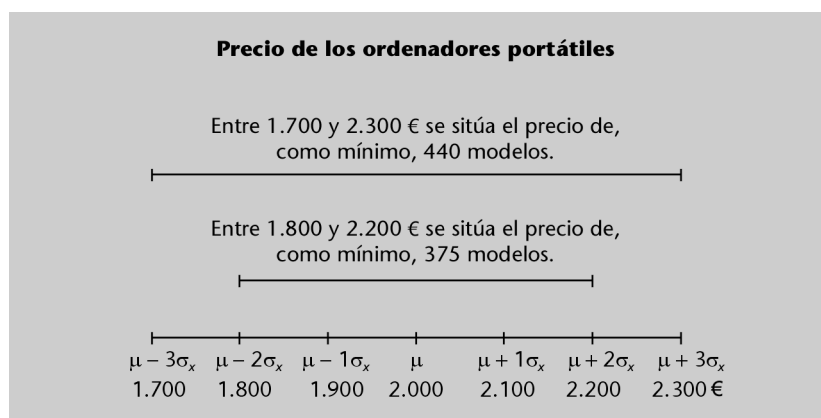 Precio de los ordenadores portátiles
Entre 1.700 y 2.300 € se sitúa el precio de,
como mínimo, 440 modelos.
Entre 1.800 y 2.200 € se sitúa el precio de,
como mínimo, 375 modelos.
μ – 3σₓ μ – 2σₓ μ – 1σₓ μ μ + 1σₓ μ + 2σₓ μ + 3σₓ
1.700 1.800 1.900 2.000 2.100 2.200 2.300 €